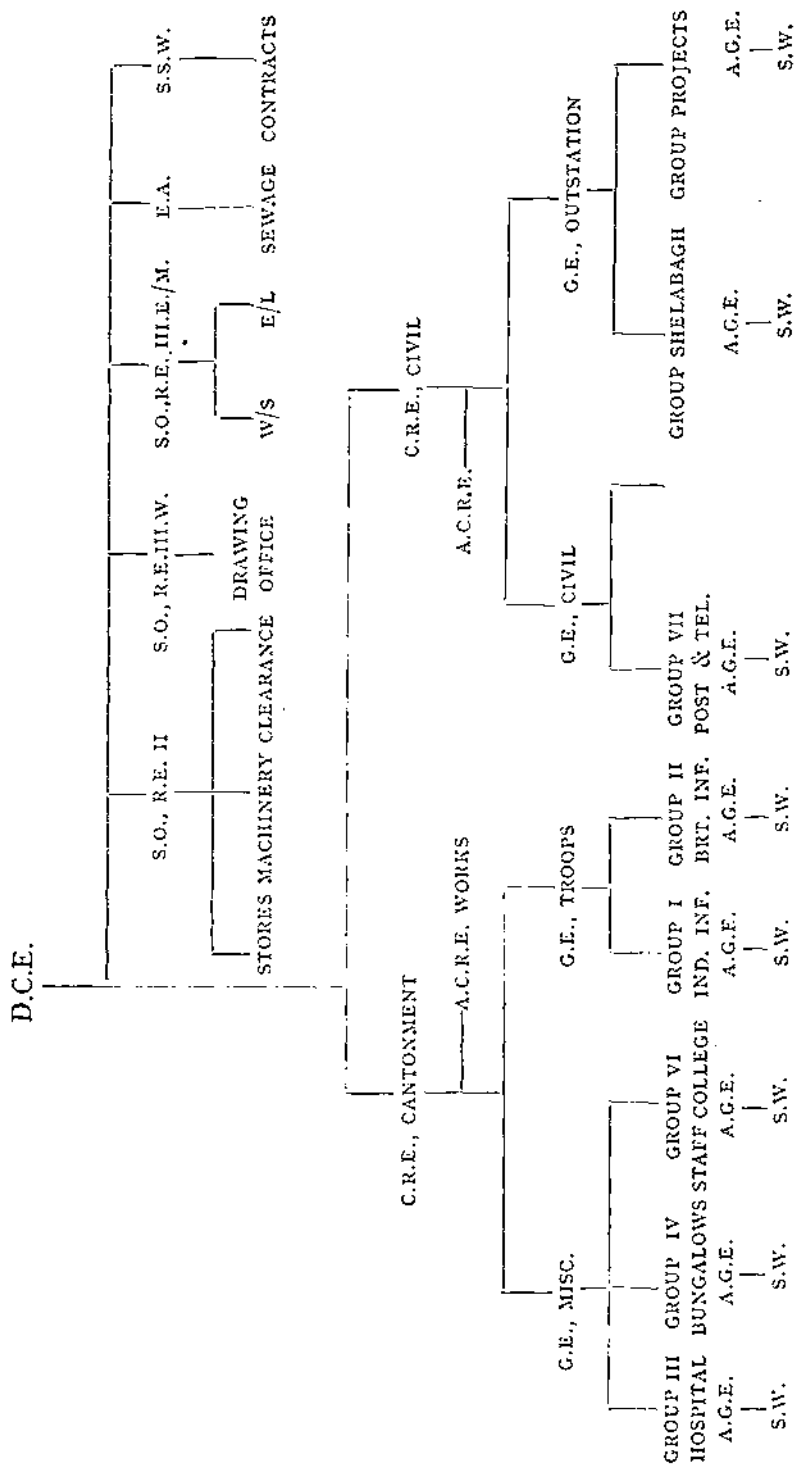 D.C.E.
S.O., R.E. II
S.O., R.E.III.W.
S.O.,R.E. III.E./M.
E.A.
S.S.W.
STORES MACHINERY CLEARANCE
DRAWING
OFFICE
W/S
E/L
SEWAGE
CONTRACTS
C.R.E., CANTONMENT
C.R.E., CIVIL
A.C.R.E. WORKS
A.C.R.E.
G.E., MISC.
G.E., TROOPS
G.E., CIVIL
G.E., OUTSTATION
GROUP III GROUP IV GROUP VI GROUP I GROUP II GROUP VII GROUP SHELABAGH GROUP PROJECTS
HOSPITAL BUNGALOWS STAFF COLLEGE IND. INF. BRT. INF. POST & TEL.
A.G.E. A.G.E. A.G.E. A.G.E. A.G.E. A.G.E. A.G.E. A.G.E.
S.W. S.W. S.W. S.W. S.W. S.W. S.W. S.W.